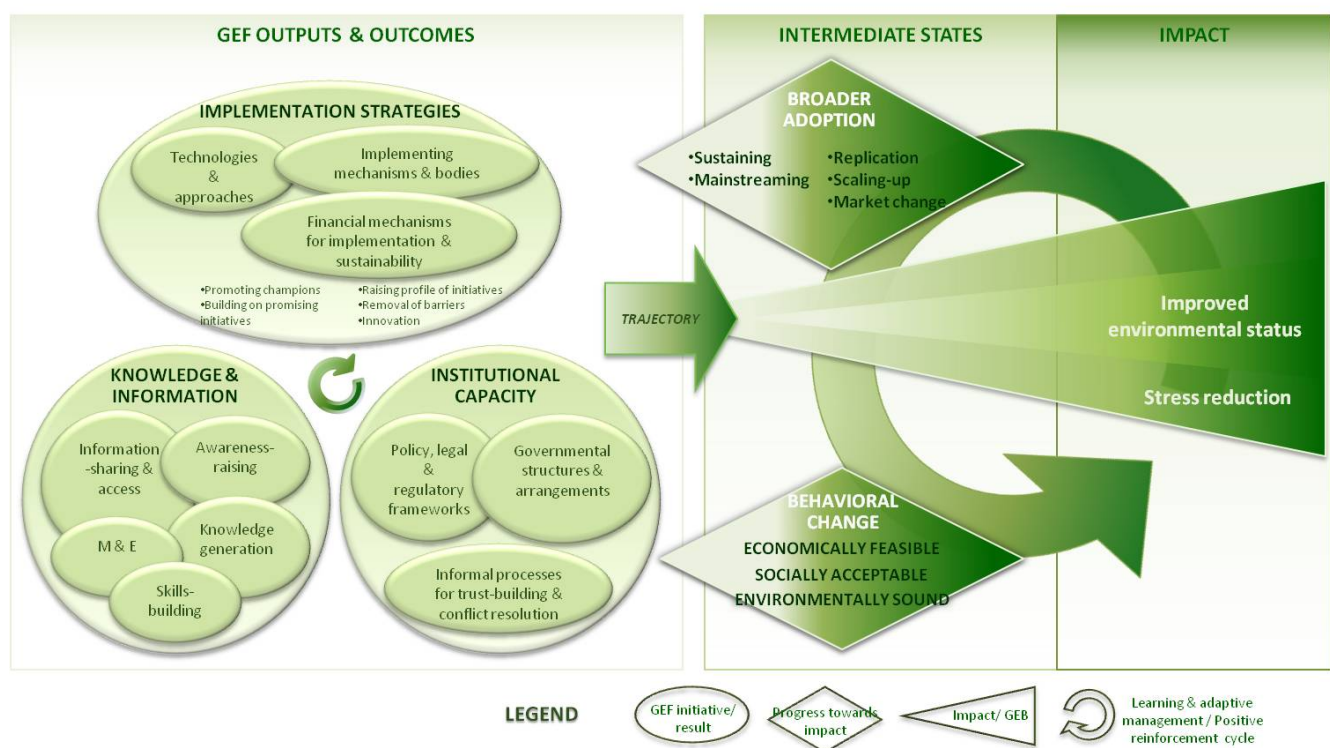 GEF OUTPUTS & OUTCOMES
IMPLEMENTATION STRATEGIES
Technologies
&
approaches
Implementing
mechanisms & bodies
Financial mechanisms
for implementation &
sustainability
•Promoting champions
•Building on promising
initiatives
•Raising profile of initiatives
•Removal of barriers
•Innovation
KNOWLEDGE &
INFORMATION
Information
-sharing &
access
Awareness-
raising
M & E
Knowledge
generation
Skills-
building
INSTITUTIONAL
CAPACITY
Policy, legal
&
regulatory
frameworks
Governmental
structures &
arrangements
Informal processes
for trust-building &
conflict resolution
TRAJECTORY
INTERMEDIATE STATES
BROADER
ADOPTION
•Sustaining
•Mainstreaming
•Replication
•Scaling-up
•Market change
BEHAVIORAL
CHANGE
ECONOMICALLY FEASIBLE
SOCIALLY ACCEPTABLE
ENVIRONMENTALLY SOUND
IMPACT
Improved
environmental status
Stress reduction
LEGEND
GEF initiative/
result
Progress towards
impact
Impact/ GEB
Learning & adaptive
management / Positive
reinforcement cycle